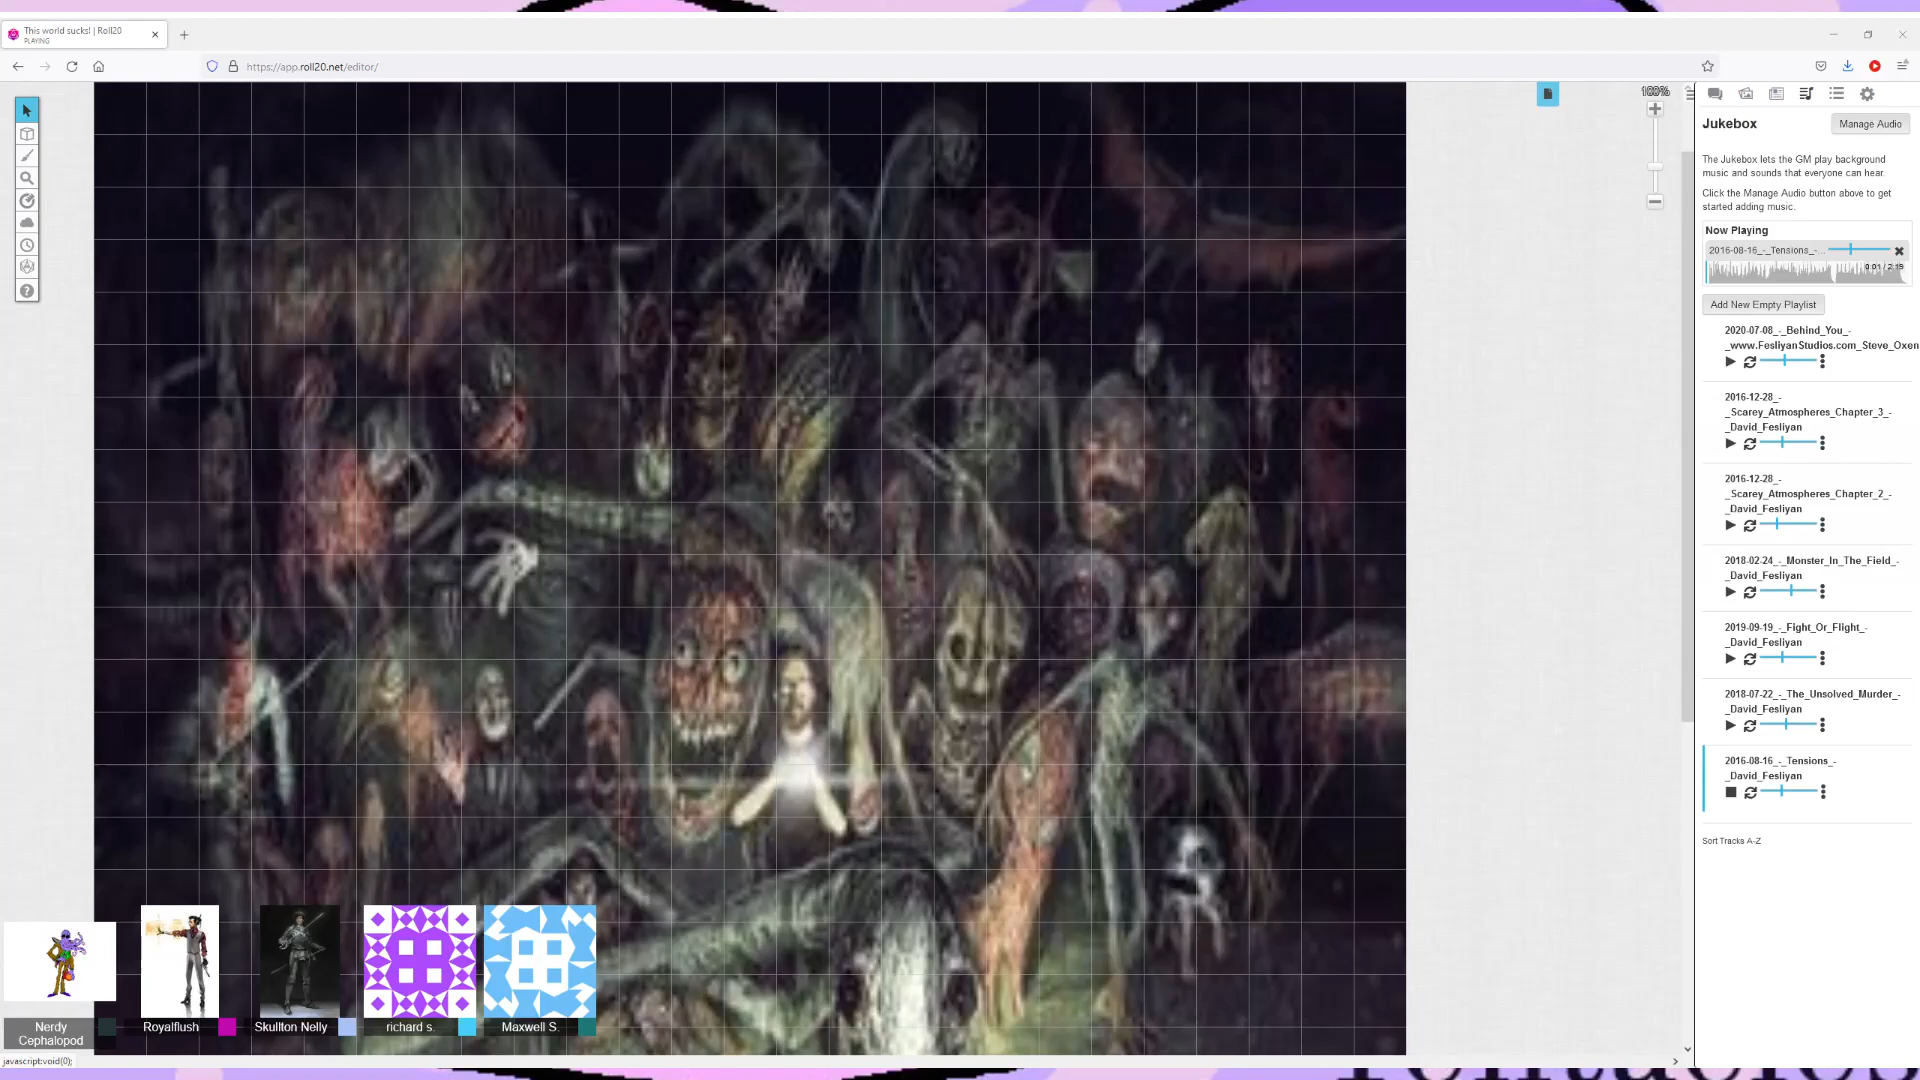 This world sucks! | Roll20
PLAYING
https://app.roll20.net/editor/
100%
Jukebox
Manage Audio
The Jukebox lets the GM play background
music and sounds that everyone can hear.
Click the Manage Audio button above to get
started adding music.
Now Playing
2016-08-16_-_Tensions_-...
0:01 / 2:19
Add New Empty Playlist
2020-07-08_-_Behind_You_-
_www.FesliyanStudios.com_Steve_Oxen
2016-12-28_-
_Scarey_Atmospheres_Chapter_3_-
_David_Fesliyan
2016-12-28_-
_Scarey_Atmospheres_Chapter_2_-
_David_Fesliyan
2018-02-24_-_Monster_In_The_Field_-
_David_Fesliyan
2019-09-19_-_Fight_Or_Flight_-
_David_Fesliyan
2018-07-22_-_The_Unsolved_Murder_-
_David_Fesliyan
2016-08-16_-_Tensions_-
_David_Fesliyan
Sort Tracks A-Z
Nerdy
Cephalopod
Royalflush
Skullton Nelly
richard s.
Maxwell S.
javascript:void(0);